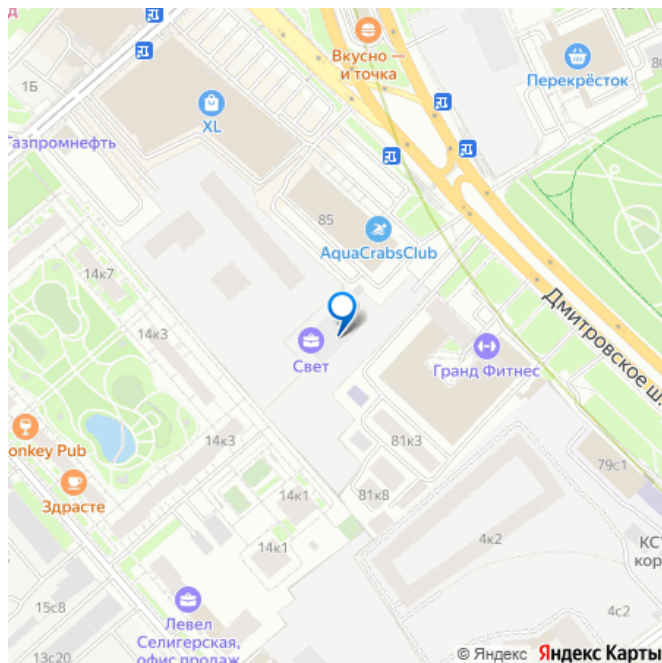 Вкусно —
и точка
Перекрёсток
1Б
XL
Газпромнефть
85
AquaCrabsClub
14к7
14к3
Дмитровское ш.
Свет
Гранд Фитнес
onkey Pub
14к3
81к3
79с1
Здрасте
14к1
81к8
14к1
4к2
КС
кор
15с8
Левел
Селигерская,
офис продаж
4с2
13с20
© Яндекс Яндекс Карты